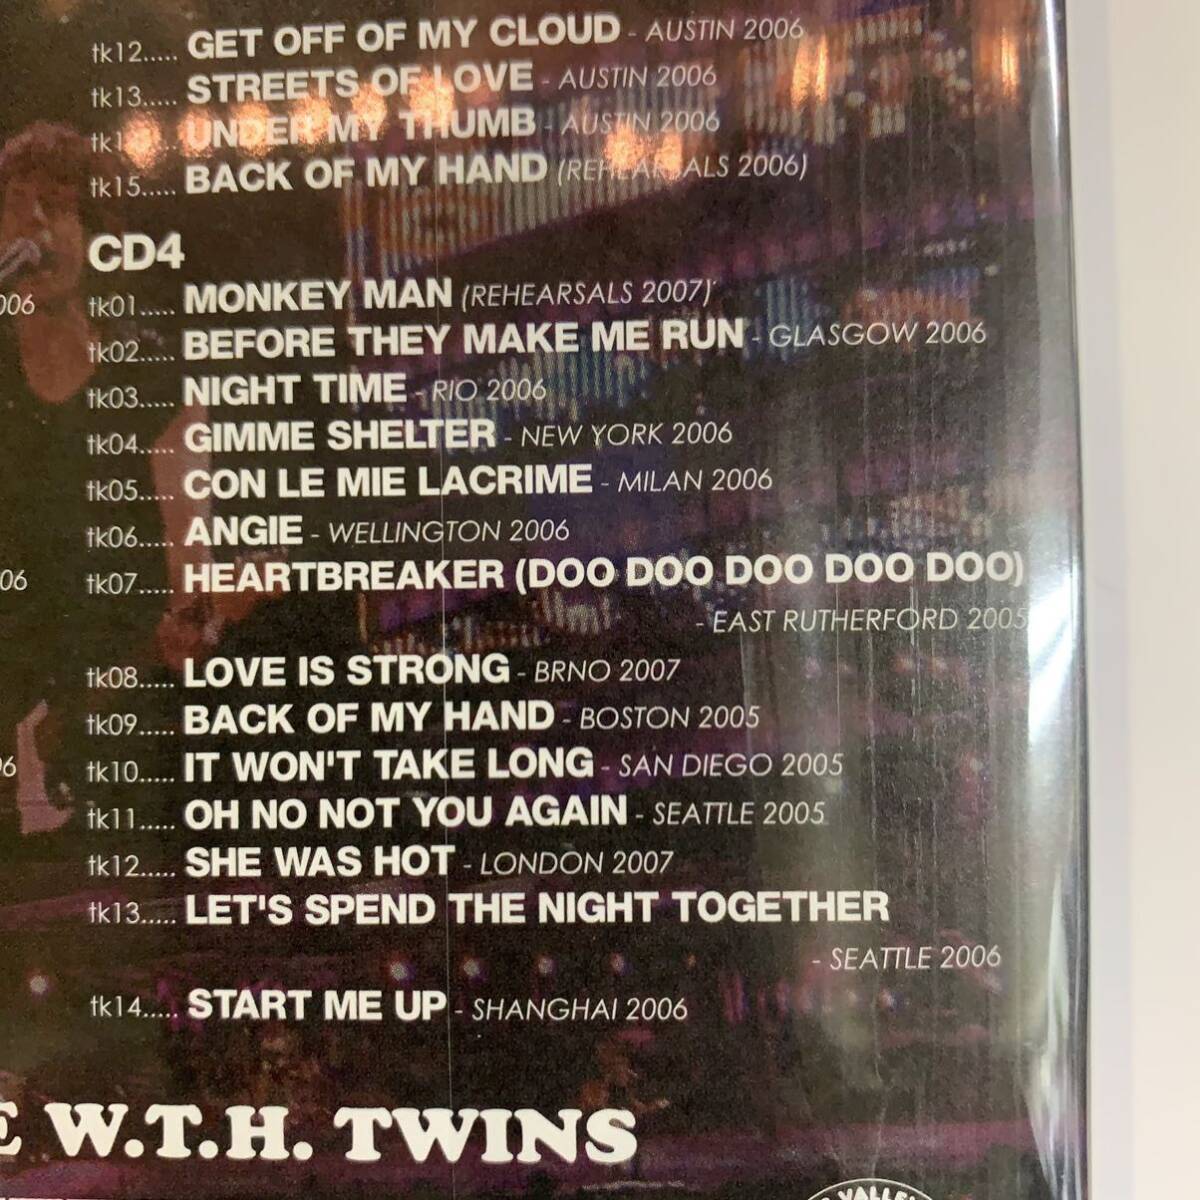 tk12..... GET OFF OF MY CLOUD - AUSTIN 2006
tk13..... STREETS OF LOVE - AUSTIN 2006
UNDER MY THUMB - AUSTIN 2006
tk15..... BACK OF MY HAND (REHEARSALS 2006)
CD4
tk01..... MONKEY MAN (REHEARSALS 2007)
tk02..... BEFORE THEY MAKE ME RUN - GLASGOW 2006
tk03..... NIGHT TIME - RIO 2006
tk04..... GIMME SHELTER - NEW YORK 2006
tk05..... CON LE MIE LACRIME - MILAN 2006
tk06..... ANGIE - WELLINGTON 2006
tk07..... HEARTBREAKER (DOO DOO DOO DOO DOO)
- EAST RUTHERFORD 2005
tk08..... LOVE IS STRONG - BRNO 2007
tk09..... BACK OF MY HAND - BOSTON 2005
tk10..... IT WON'T TAKE LONG - SAN DIEGO 2005
tk11..... OH NO NOT YOU AGAIN - SEATTLE 2005
tk12..... SHE WAS HOT - LONDON 2007
tk13..... LET'S SPEND THE NIGHT TOGETHER
- SEATTLE 2006
tk14..... START ME UP - SHANGHAI 2006
W.T.H. TWINS